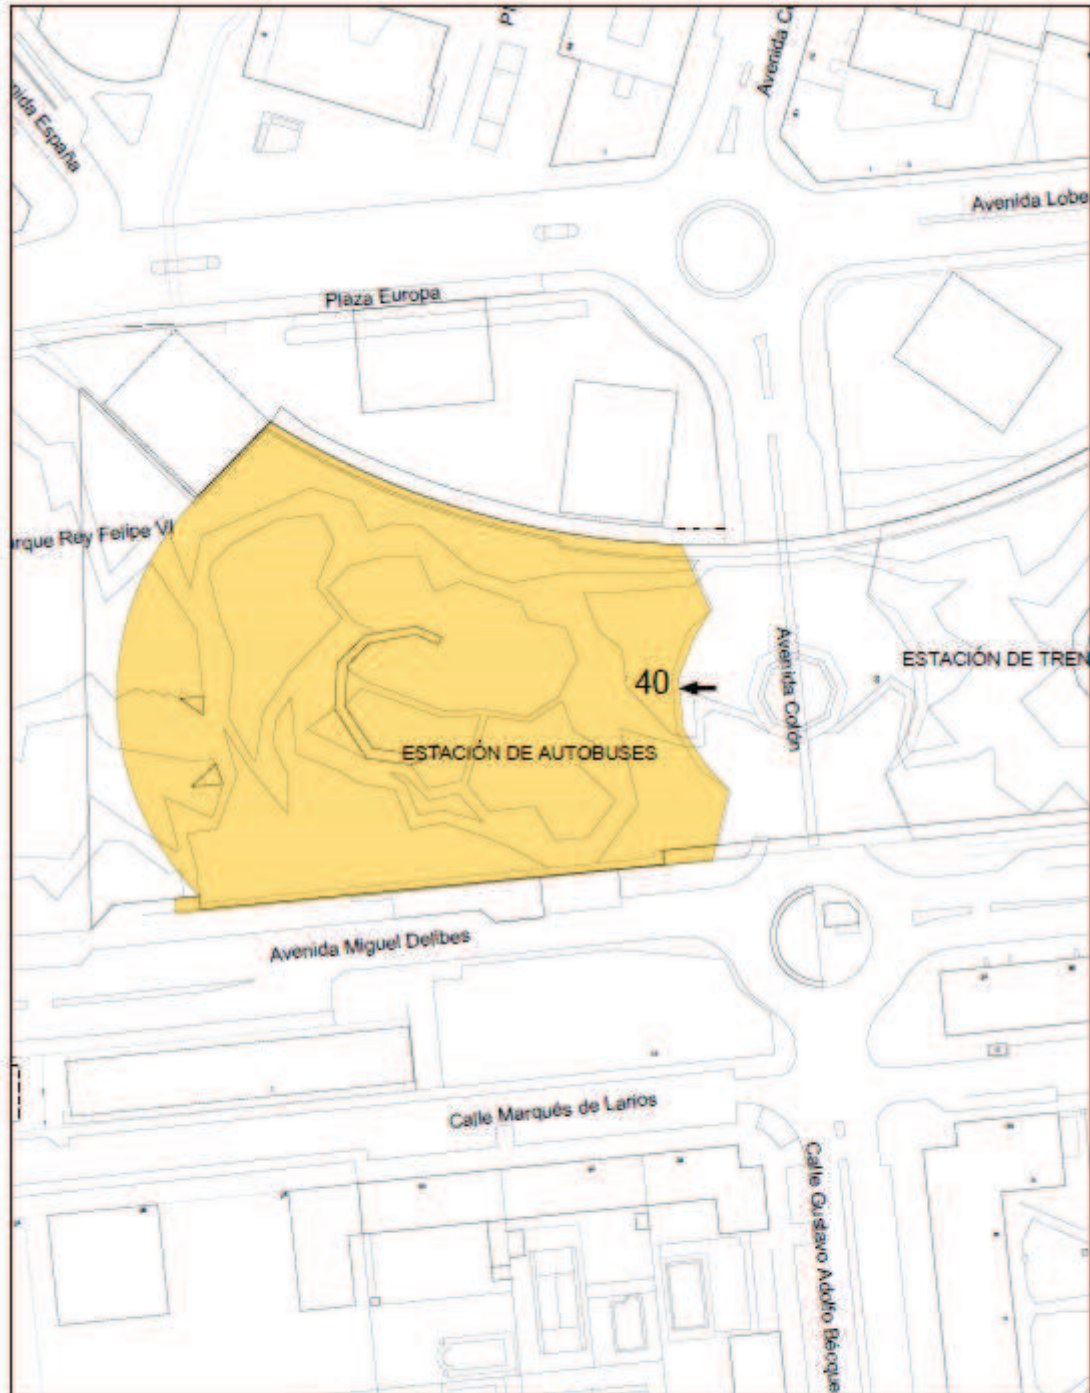 nida España
Avenida
Avenida Lobe
Plaza Europa
arque Rey Felipe VI
ESTACIÓN DE TREN
Avenida Colón
40
ESTACIÓN DE AUTOBUSES
Avenida Miguel Delibes
Calle Marqués de Larios
Calle Gustavo Adolfo Bécque